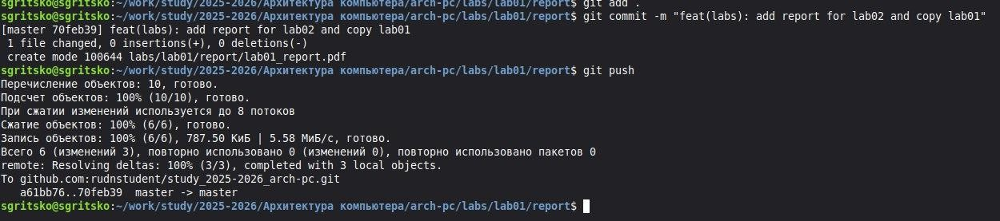 sgritsko@sgritsko:~/work/study/2025-2026/Архитектура компьютера/arch-pc/labs/lab01/report$ git add .
sgritsko@sgritsko:~/work/study/2025-2026/Архитектура компьютера/arch-pc/labs/lab01/report$ git commit -m "feat(labs): add report for lab02 and copy lab01"
[master 70feb39] feat(labs): add report for lab02 and copy lab01
 1 file changed, 0 insertions(+), 0 deletions(-)
 create mode 100644 labs/lab01/report/lab01_report.pdf
sgritsko@sgritsko:~/work/study/2025-2026/Архитектура компьютера/arch-pc/labs/lab01/report$ git push
Перечисление объектов: 10, готово.
Подсчет объектов: 100% (10/10), готово.
При сжатии изменений используется до 8 потоков
Сжатие объектов: 100% (6/6), готово.
Запись объектов: 100% (6/6), 787.50 КиБ | 5.58 МиБ/с, готово.
Всего 6 (изменений 3), повторно использовано 0 (изменений 0), повторно использовано пакетов 0
remote: Resolving deltas: 100% (3/3), completed with 3 local objects.
To github.com:rudnstudent/study_2025-2026_arch-pc.git
   a61bb76..70feb39  master -> master
sgritsko@sgritsko:~/work/study/2025-2026/Архитектура компьютера/arch-pc/labs/lab01/report$